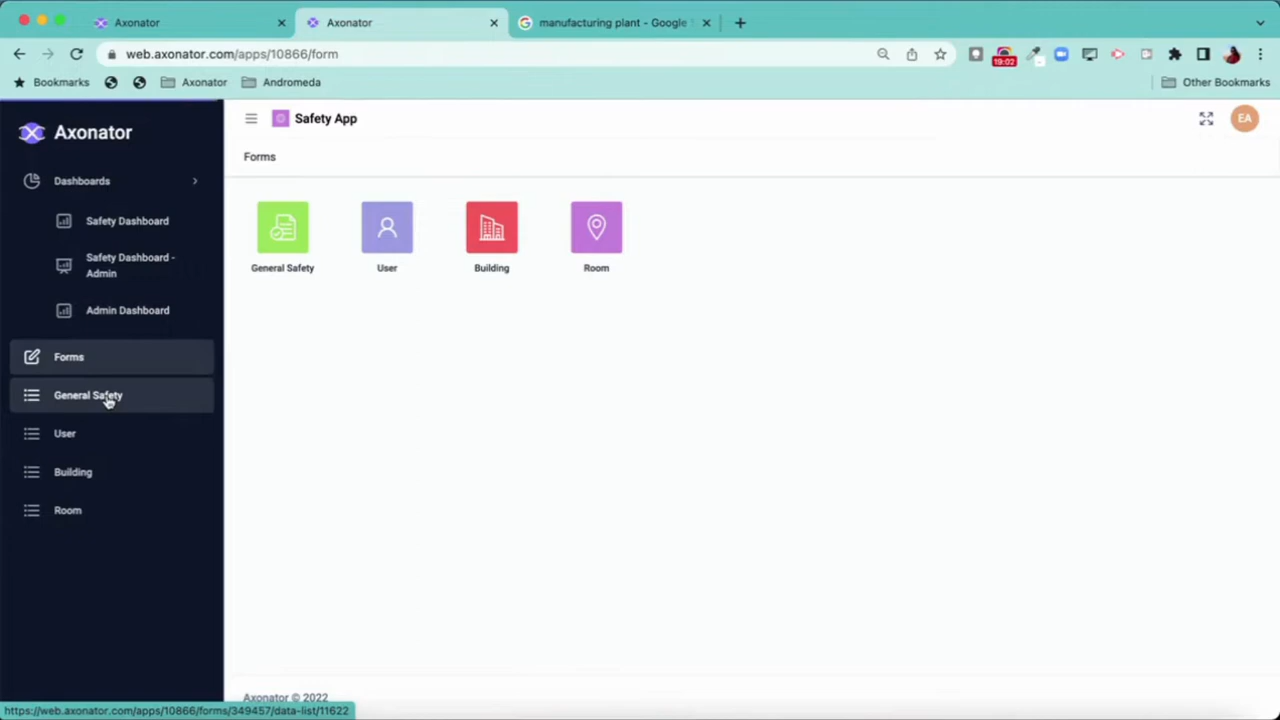 Axonator
Axonator
manufacturing plant - Google
web.axonator.com/apps/10866/form
19:02
Bookmarks
Axonator
Andromeda
Other Bookmarks
Axonator
Safety App
EA
Dashboards
Forms
Safety Dashboard
Safety Dashboard -
Admin
Admin Dashboard
General Safety
User
Building
Room
Forms
General Safety
User
Building
Room
Axonator © 2022
https://web.axonator.com/apps/10866/forms/349457/data-list/11622